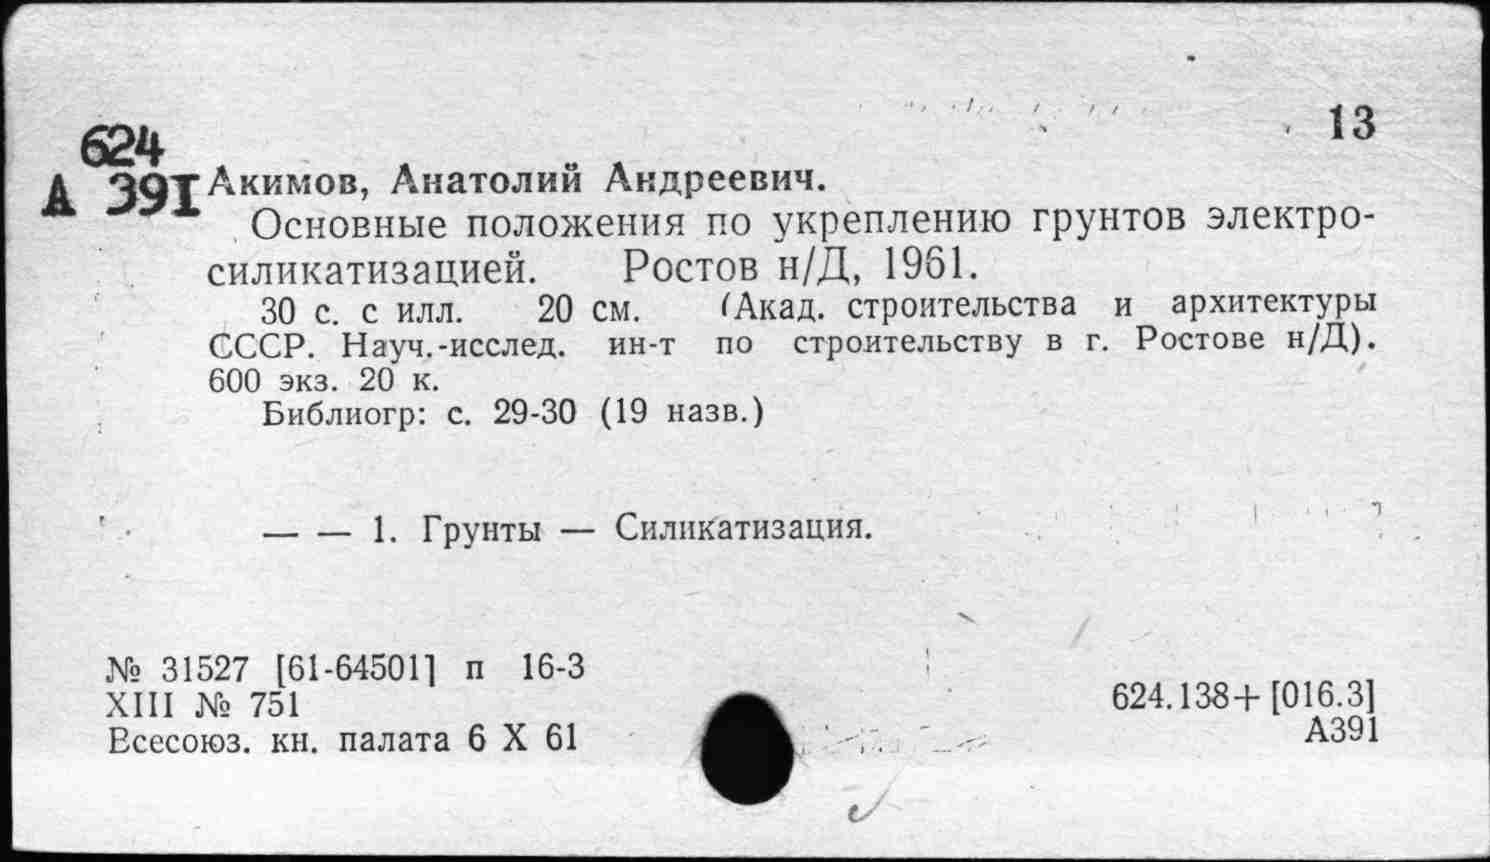 13
624
А 391
Акимов, Анатолий Андреевич.
Основные положения по укреплению грунтов электро-
силикатизацией. Ростов н/Д, 1961.
30 с. с илл. 20 см. (Акад. строительства и архитектуры
СССР. Науч.-исслед. ин-т по строительству в г. Ростове н/Д).
600 экз. 20 к.
Библиогр: с. 29-30 (19 назв.)
— — 1. Грунты — Силикатизация.
№ 31527 [61-64501] п 16-3
XIII № 751
Всесоюз. кн. палата 6 X 61
624.138+[016.3]
А391